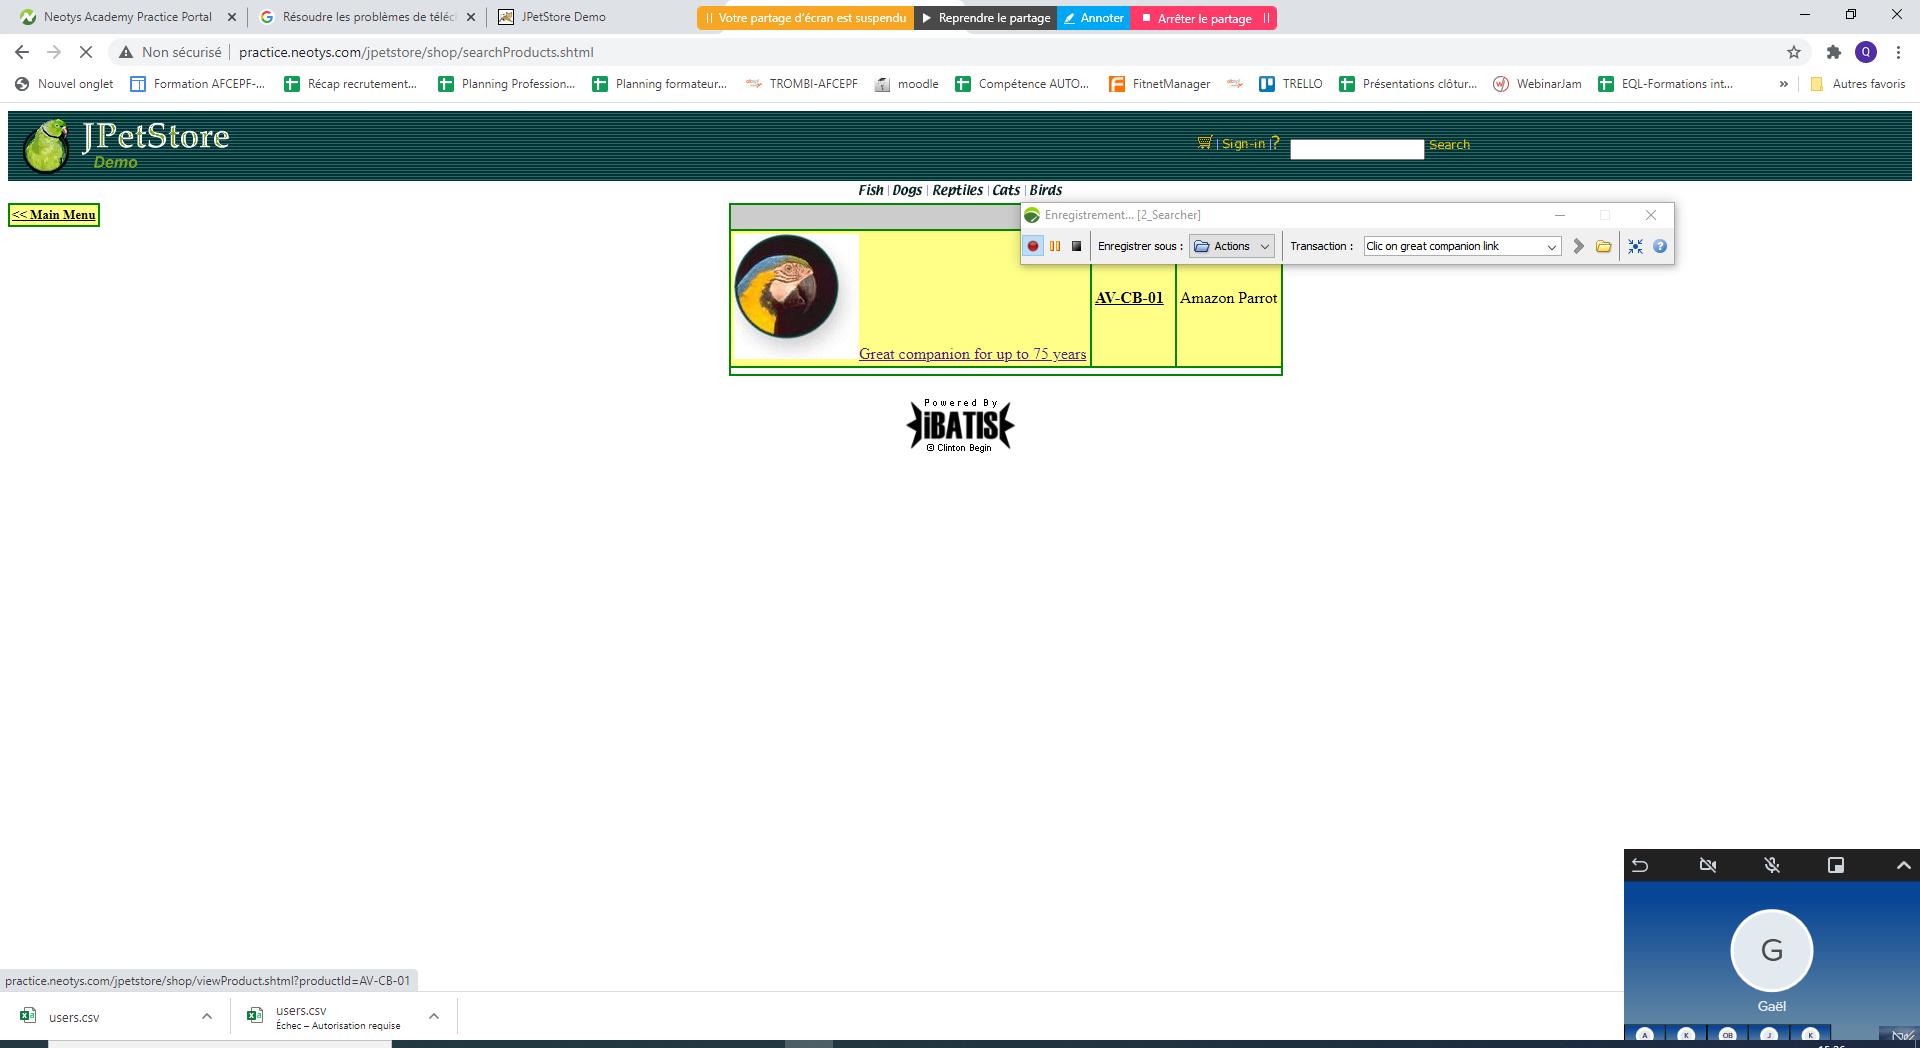 Neotys Academy Practice Portal
Résoudre les problèmes de téléch
JPetStore Demo
Votre partage d'écran est suspendu
Reprendre le partage
Annoter
Arrêter le partage
Non sécurisé
practice.neotys.com/jpetstore/shop/searchProducts.shtml
Q
Nouvel onglet
Formation AFCEPF-...
Récap recrutement...
Planning Profession...
Planning formateur...
TROMBI-AFCEPF
moodle
Compétence AUTO...
FitnetManager
TRELLO
Présentations clôtur...
WebinarJam
EQL-Formations int...
»
Autres favoris
JPetStore
Demo
| Sign-in | ?
Search
Fish | Dogs | Reptiles | Cats | Birds
<< Main Menu
Enregistrement... [2_Searcher]
Enregistrer sous :
Actions
Transaction :
Clic on great companion link
Great companion for up to 75 years
AV-CB-01
Amazon Parrot
Powered By
iBATIS
© Clinton Begin
G
Gaël
A
K
OB
J
K
practice.neotys.com/jpetstore/shop/viewProduct.shtml?productId=AV-CB-01
users.csv
users.csv
Échec – Autorisation requise